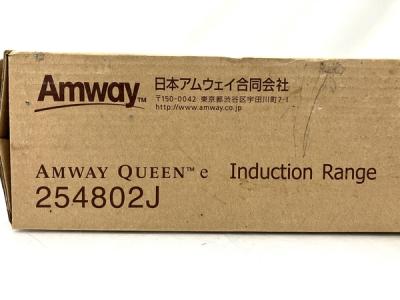 Amway™
日本アムウェイ合同会社
〒150-0042 東京都渋谷区宇田川町7-1
http://www.amway.co.jp
AMWAY QUEEN™ e Induction Range
254802J